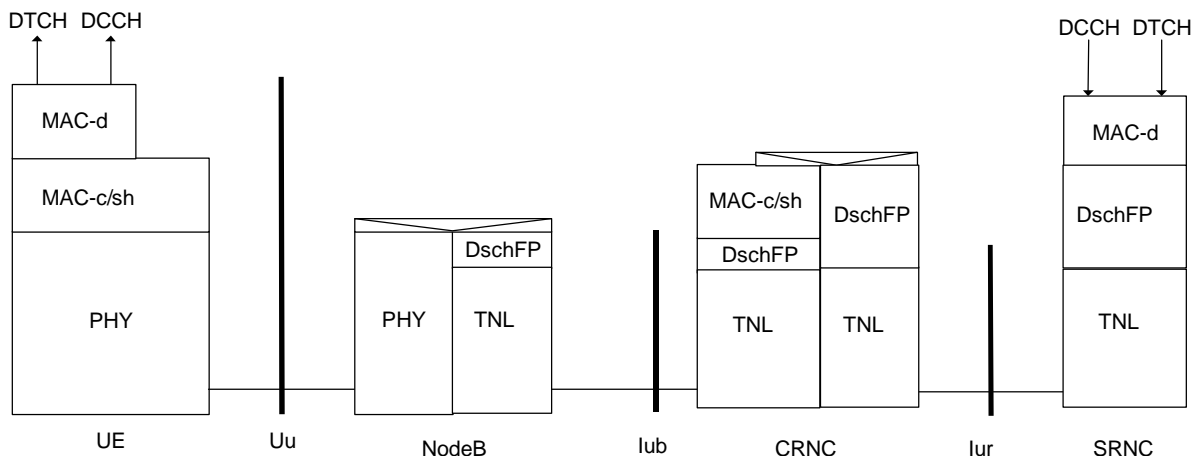 DTCH DCCH
DCCH DTCH
MAC-d
MAC-d
MAC-c/sh
MAC-c/sh
DschFP
DschFP
DschFP
DschFP
PHY
PHY
TNL
TNL
TNL
TNL
UE
Uu
NodeB
Iub
CRNC
Iur
SRNC